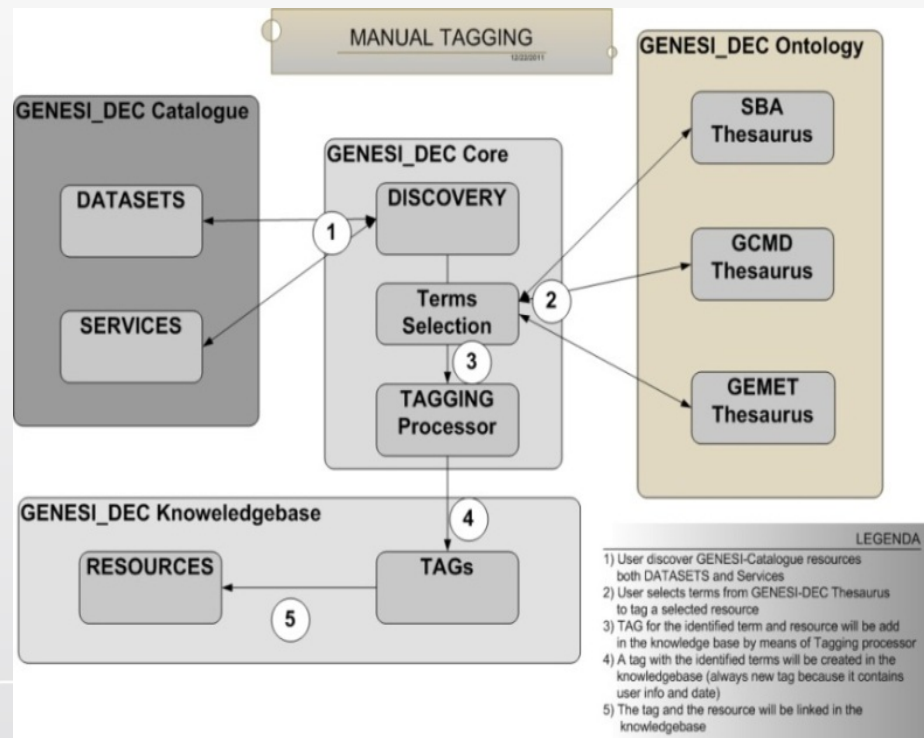 MANUAL TAGGING
12/22/2011
GENESI_DEC Catalogue
DATASETS
SERVICES
GENESI_DEC Core
DISCOVERY
Terms
Selection
TAGGING
Processor
1
2
3
GENESI_DEC Ontology
SBA
Thesaurus
GCMD
Thesaurus
GEMET
Thesaurus
GENESI_DEC Knoweledgebase
RESOURCES
TAGs
4
5
LEGENDA
1) User discover GENESI-Catalogue resources
both DATASETS and Services
2) User selects terms from GENESI-DEC Thesaurus
to tag a selected resource
3) TAG for the identified term and resource will be add
in the knowledge base by means of Tagging processor
4) A tag with the identified terms will be created in the
knowledgebase (always new tag because it contains
user info and date)
5) The tag and the resource will be linked in the
knowledgebase